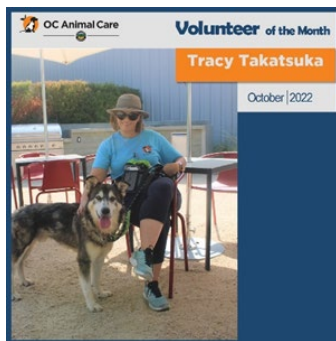 OC Animal Care
Volunteer of the Month
Tracy Takatsuka
October | 2022